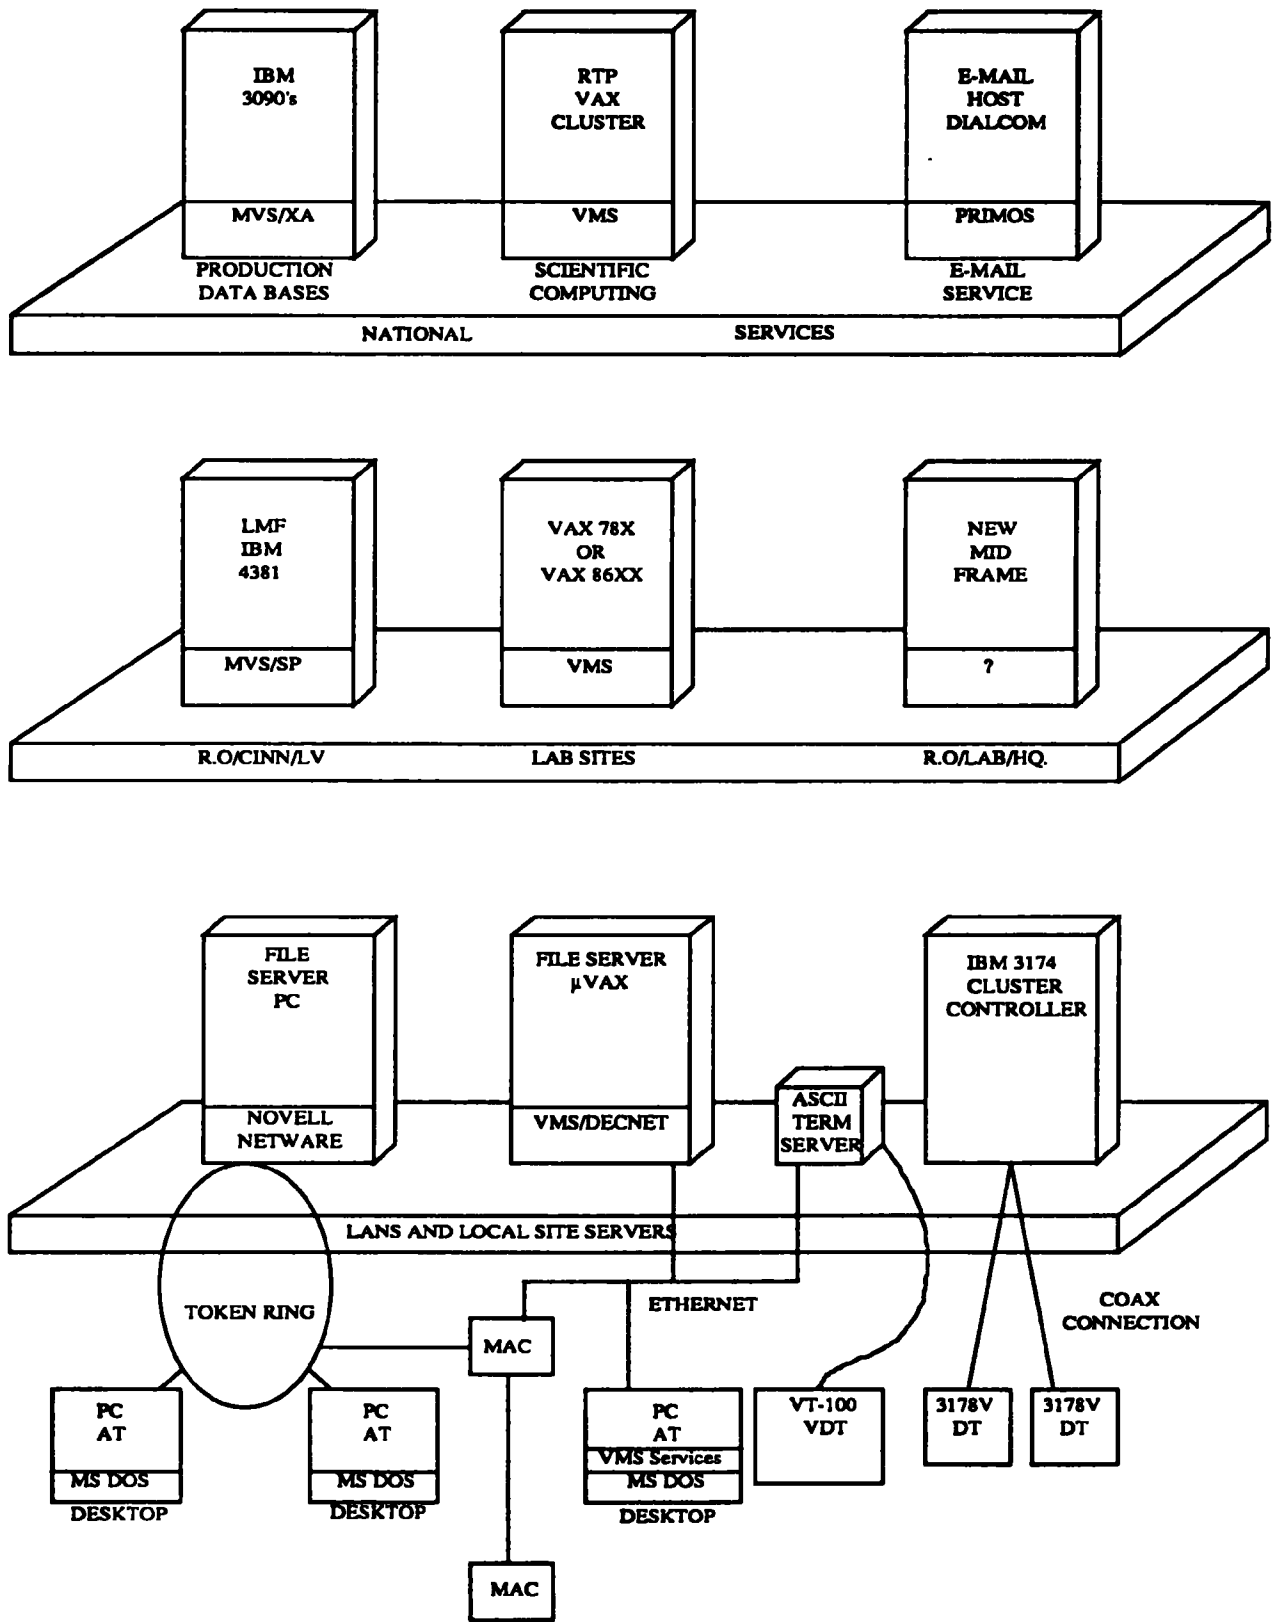 IBM
3090's
MVS/XA
PRODUCTION
DATA BASES
RTP
VAX
CLUSTER
VMS
SCIENTIFIC
COMPUTING
E-MAIL
HOST
DIALCOM
PRIMOS
E-MAIL
SERVICE
NATIONAL SERVICES
LMF
IBM
4381
MVS/SP
R.O/CINN/LV
VAX 78X
OR
VAX 86XX
VMS
LAB SITES
NEW
MID
FRAME
?
R.O/LAB/HQ.
FILE
SERVER
PC
NOVELL
NETWARE
FILE SERVER
μVAX
VMS/DECNET
ASCII
TERM
SERVER
IBM 3174
CLUSTER
CONTROLLER
LANS AND LOCAL SITE SERVERS
TOKEN RING
ETHERNET
COAX
CONNECTION
MAC
PC
AT
MS DOS
DESKTOP
PC
AT
MS DOS
DESKTOP
PC
AT
VMS Services
MS DOS
DESKTOP
VT-100
VDT
3178V
DT
3178V
DT
MAC